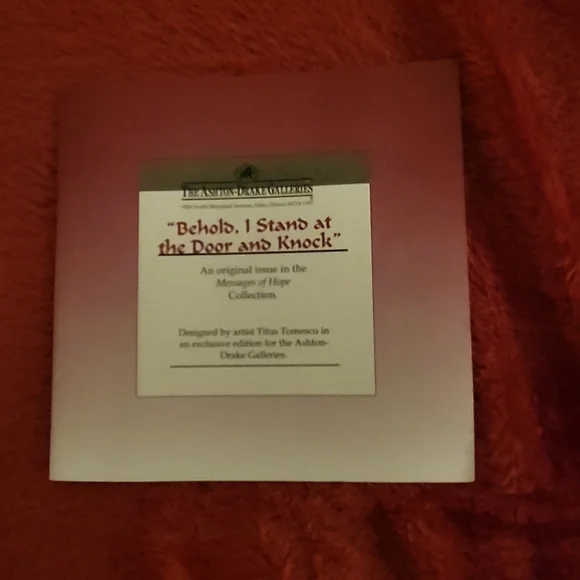 THE ASHTON-DRAKE GALLERIES
"Behold, I Stand at
the Door and Knock"
An original issue in the
Messages of Hope
Collection.
Designed by artist Titus Tomescu in
an exclusive edition for the Ashton-
Drake Galleries.